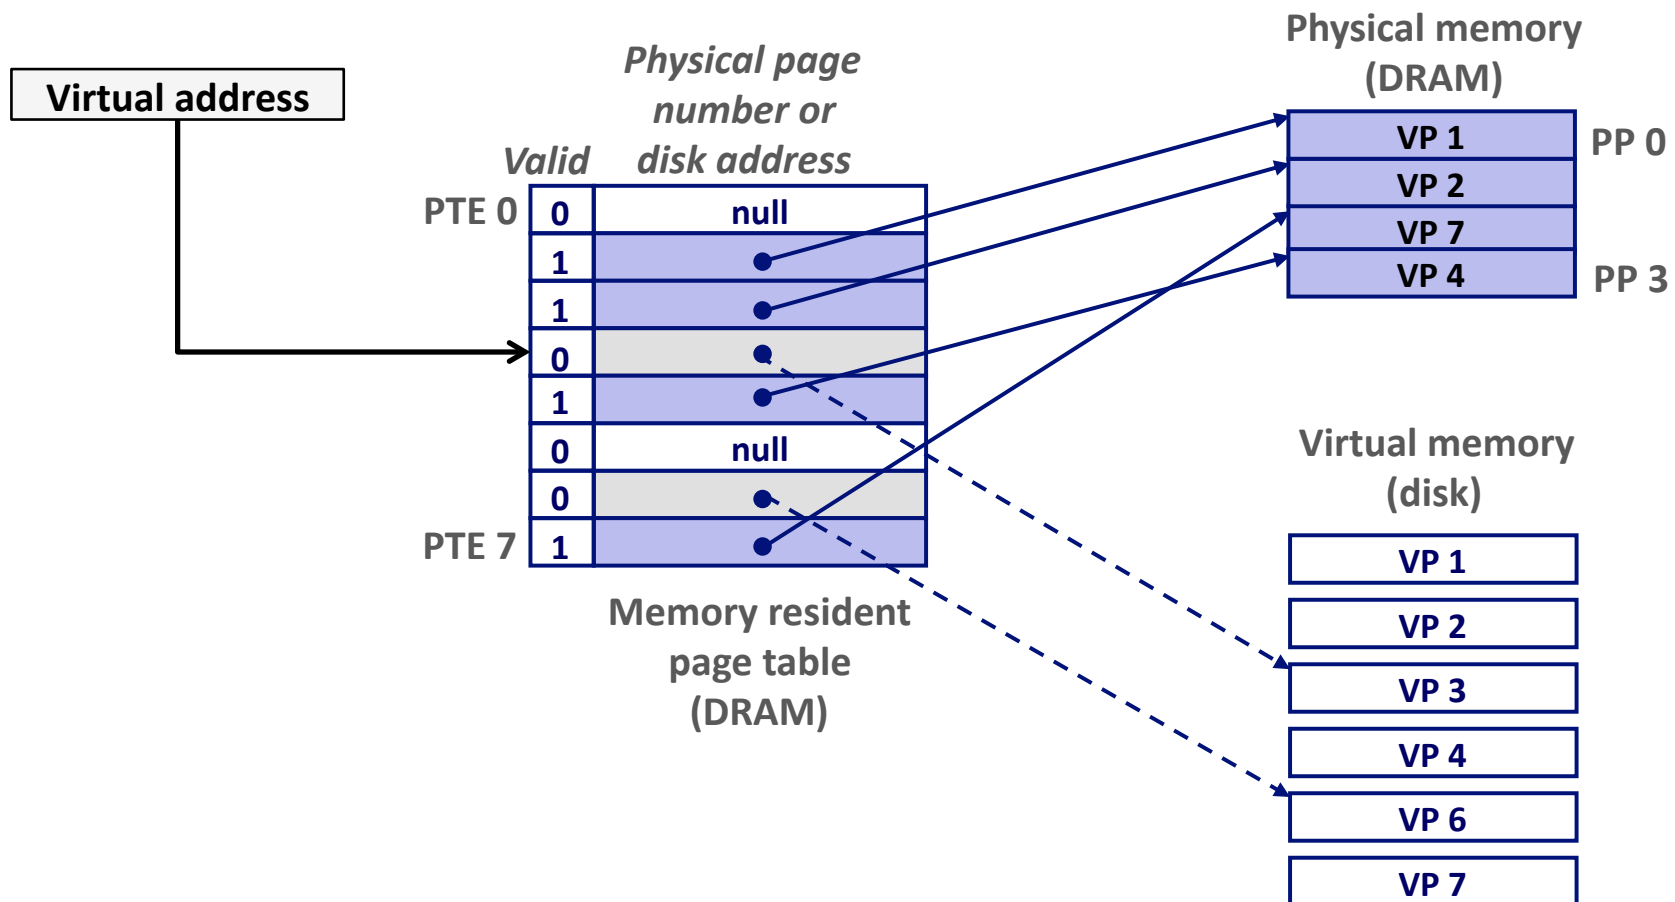 Virtual address
Physical page
number or
disk address
Valid
PTE 0
0
null
1
1
0
1
0
null
0
PTE 7
1
Memory resident
page table
(DRAM)
Physical memory
(DRAM)
VP 1
PP 0
VP 2
VP 7
VP 4
PP 3
Virtual memory
(disk)
VP 1
VP 2
VP 3
VP 4
VP 6
VP 7